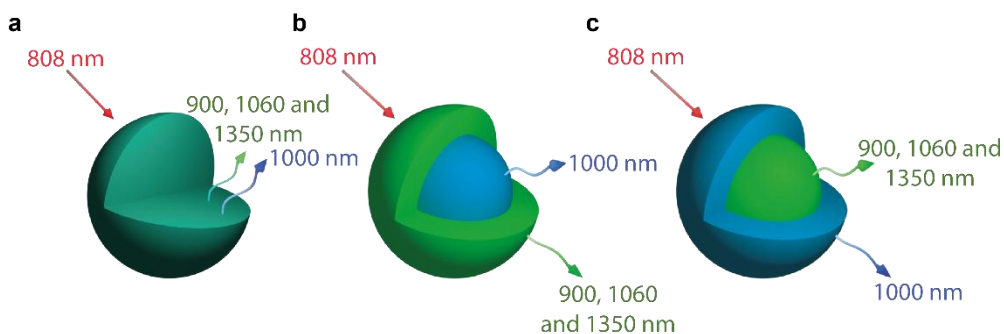 a
808 nm
900, 1060 and
1350 nm
1000 nm
b
808 nm
1000 nm
900, 1060
and 1350 nm
c
808 nm
900, 1060 and
1350 nm
1000 nm